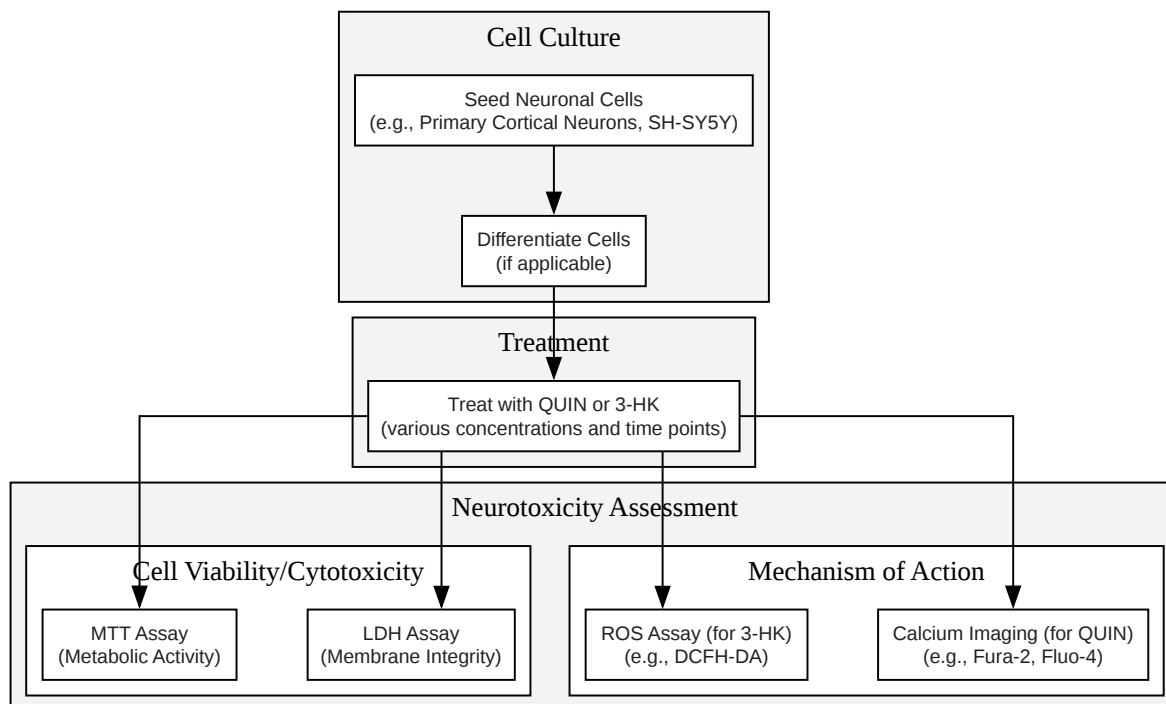 Cell Culture
Seed Neuronal Cells
(e.g., Primary Cortical Neurons, SH-SY5Y)
Differentiate Cells
(if applicable)
Treatment
Treat with QUIN or 3-HK
(various concentrations and time points)
Neurotoxicity Assessment
Cell Viability/Cytotoxicity
MTT Assay
(Metabolic Activity)
LDH Assay
(Membrane Integrity)
Mechanism of Action
ROS Assay (for 3-HK)
(e.g., DCFH-DA)
Calcium Imaging (for QUIN)
(e.g., Fura-2, Fluo-4)